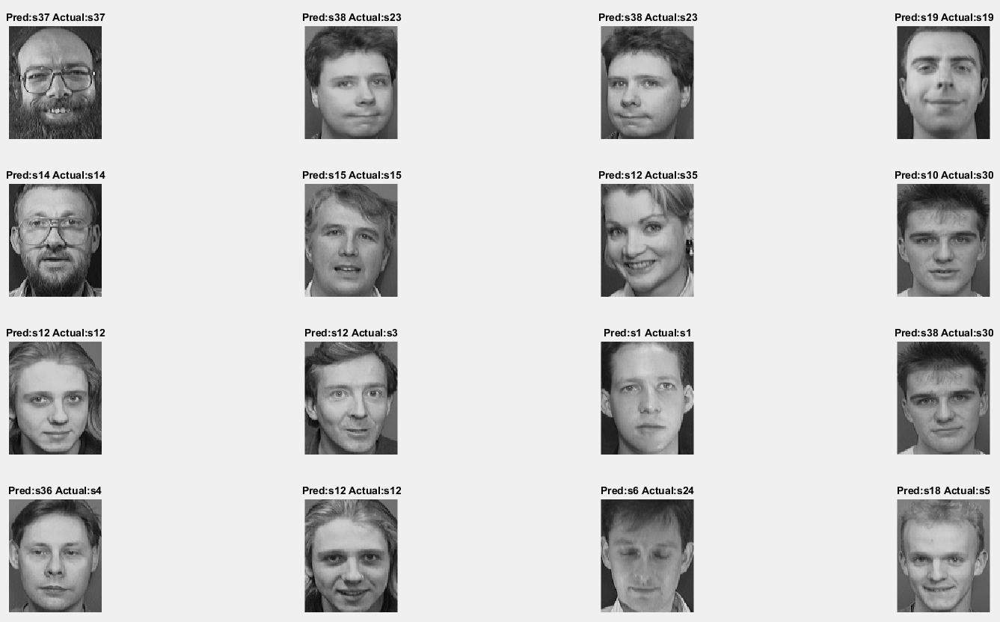 Pred:s37 Actual:s37
Pred:s38 Actual:s23
Pred:s38 Actual:s23
Pred:s19 Actual:s19
Pred:s14 Actual:s14
Pred:s15 Actual:s15
Pred:s12 Actual:s35
Pred:s10 Actual:s30
Pred:s12 Actual:s12
Pred:s12 Actual:s3
Pred:s1 Actual:s1
Pred:s38 Actual:s30
Pred:s36 Actual:s4
Pred:s12 Actual:s12
Pred:s6 Actual:s24
Pred:s18 Actual:s5